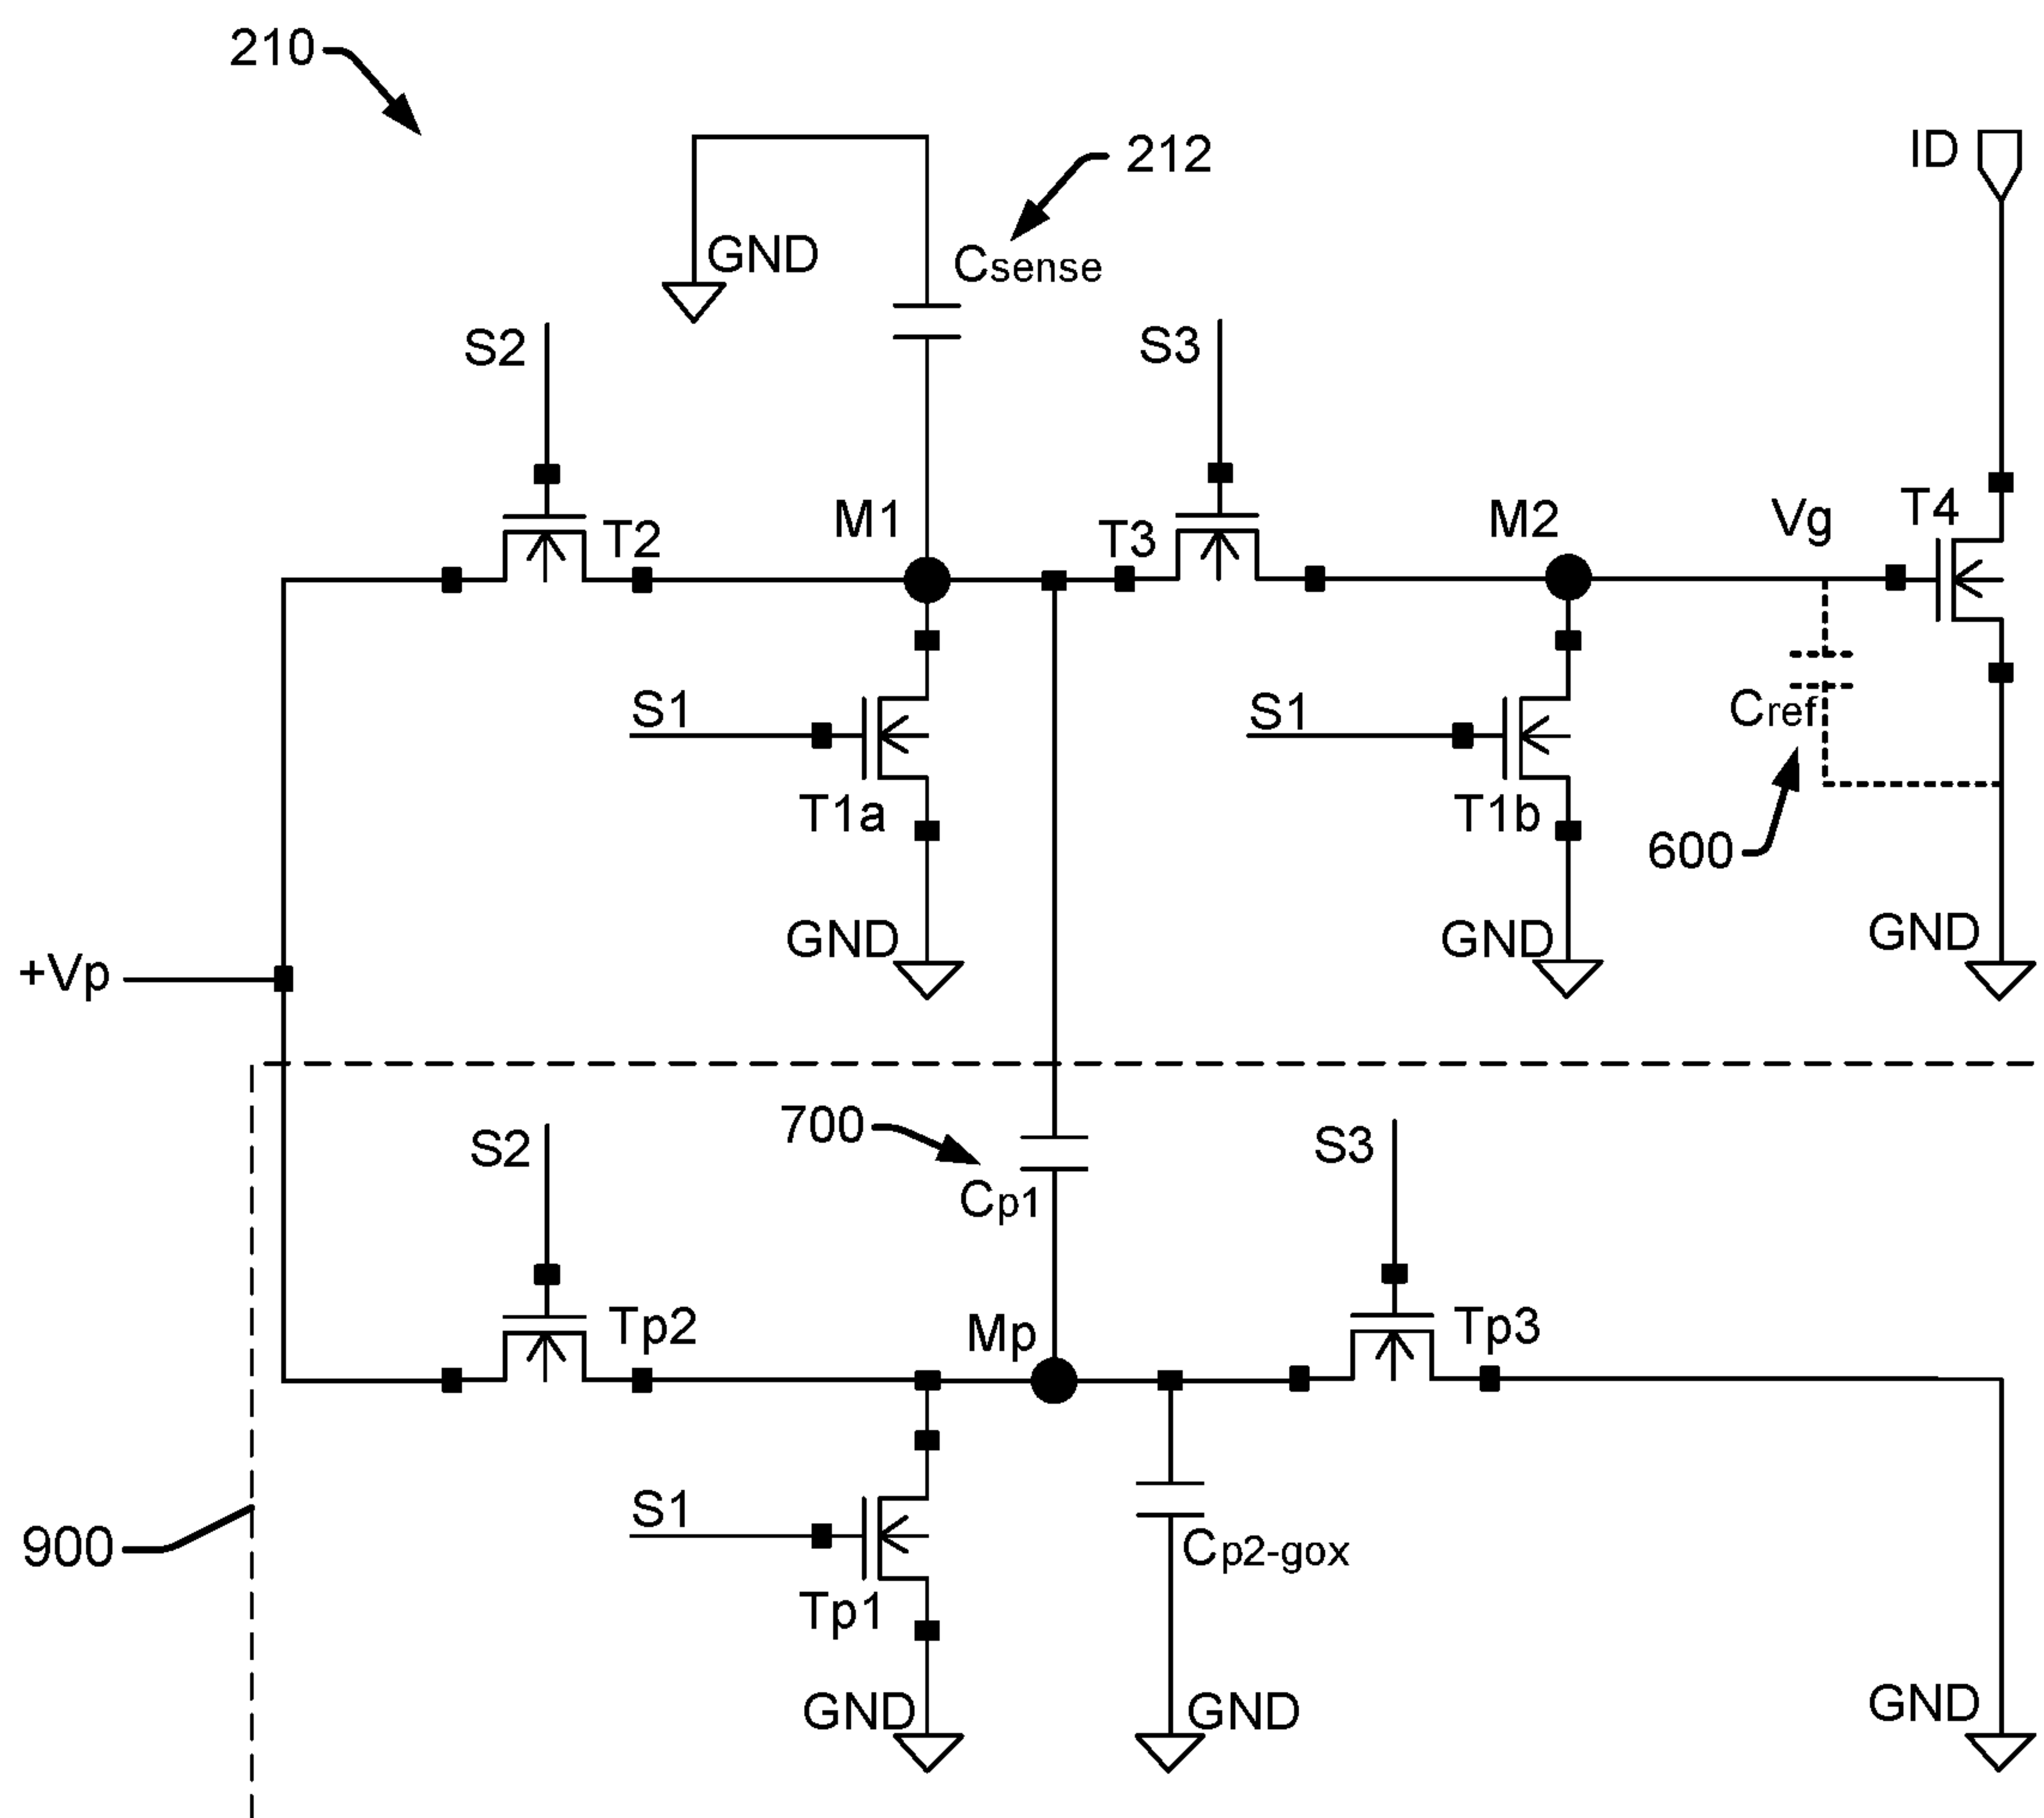 210
212
ID
GND
Csense
S2
S3
M1
M2
Vg
T4
T2
T3
S1
S1
Cref
T1a
T1b
600
GND
GND
GND
+Vp
700
S2
S3
Cp1
Tp2
Mp
Tp3
S1
900
Cp2-gox
Tp1
GND
GND
GND